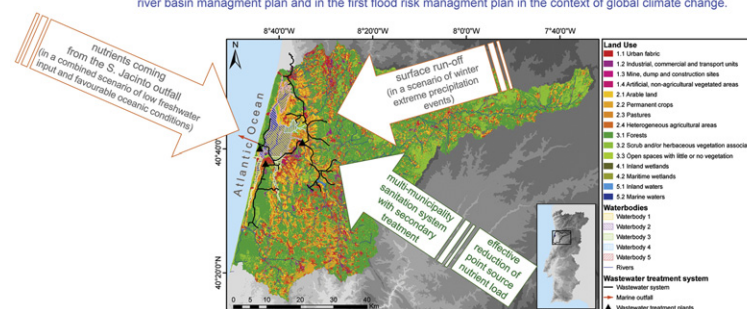 river basin managment plan and in the first flood risk managment plan in the context of global climate change.
8°40'0"W
8°20'0"W
8°0'0"W
7°40'0"W
N
nutrients coming
from the S. Jacinto outfall
(in a combined scenario of low freshwater
input and favourable oceanic conditions)
surface run-off
(in a scenario of winter
extreme precipitation
events)
Atlantic Ocean
40°40'0"N
40°20'0"N
multi-municipality
sanitation system
with secondary
treatment
effective
reduction of
point source
nutrient load
0 5 10 20 30 40
Km
Land Use
1.1 Urban fabric
1.2 Industrial, commercial and transport units
1.3 Mine, dump and construction sites
1.4 Artificial, non-agricultural vegetated areas
2.1 Arable land
2.2 Permanent crops
2.3 Pastures
2.4 Heterogeneous agricultural areas
3.1 Forests
3.2 Scrub and/or herbaceous vegetation associa
3.3 Open spaces with little or no vegetation
4.1 Inland wetlands
4.2 Maritime wetlands
5.1 Inland waters
5.2 Marine waters
Waterbodies
Waterbody 1
Waterbody 2
Waterbody 3
Waterbody 4
Waterbody 5
Rivers
Wastewater treatment system
Wastewater system
Marine outfall
Wastewater treatment plants